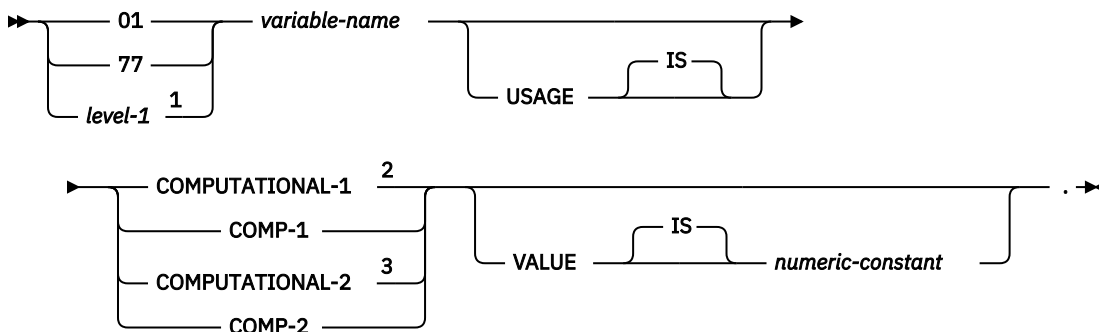 01 variable-name
77 IS
level-1 1 USAGE
COMPUTATIONAL-1 2 .
COMP-1 IS
COMPUTATIONAL-2 3 VALUE numeric-constant
COMP-2